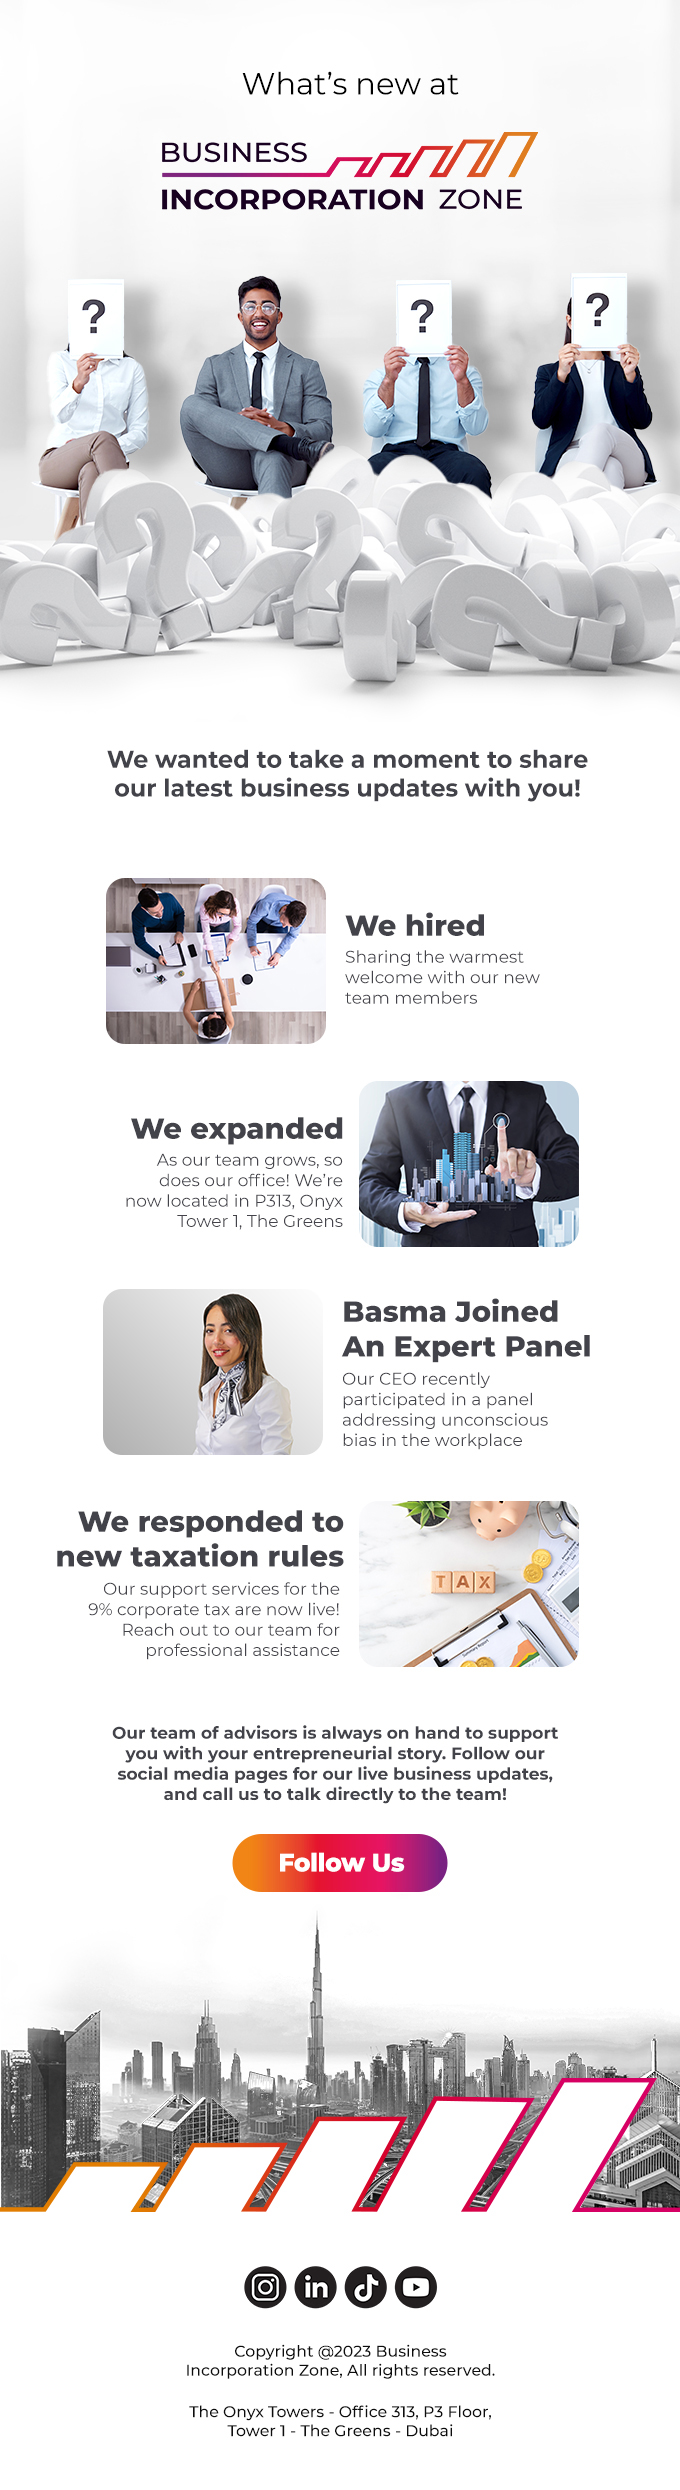 What's new at
BUSINESS
INCORPORATION ZONE
?
?
?
We wanted to take a moment to share
our latest business updates with you!
We hired
Sharing the warmest
welcome with our new
team members
We expanded
As our team grows, so
does our office! We're
now located in P313, Onyx
Tower 1, The Greens
Basma Joined
An Expert Panel
Our CEO recently
participated in a panel
addressing unconscious
bias in the workplace
We responded to
new taxation rules
Our support services for the
9% corporate tax are now live!
Reach out to our team for
professional assistance
TAX
Summary Report
Our team of advisors is always on hand to support
you with your entrepreneurial story. Follow our
social media pages for our live business updates,
and call us to talk directly to the team!
Follow Us
in
Copyright @2023 Business
Incorporation Zone, All rights reserved.
The Onyx Towers - Office 313, P3 Floor,
Tower 1 - The Greens - Dubai